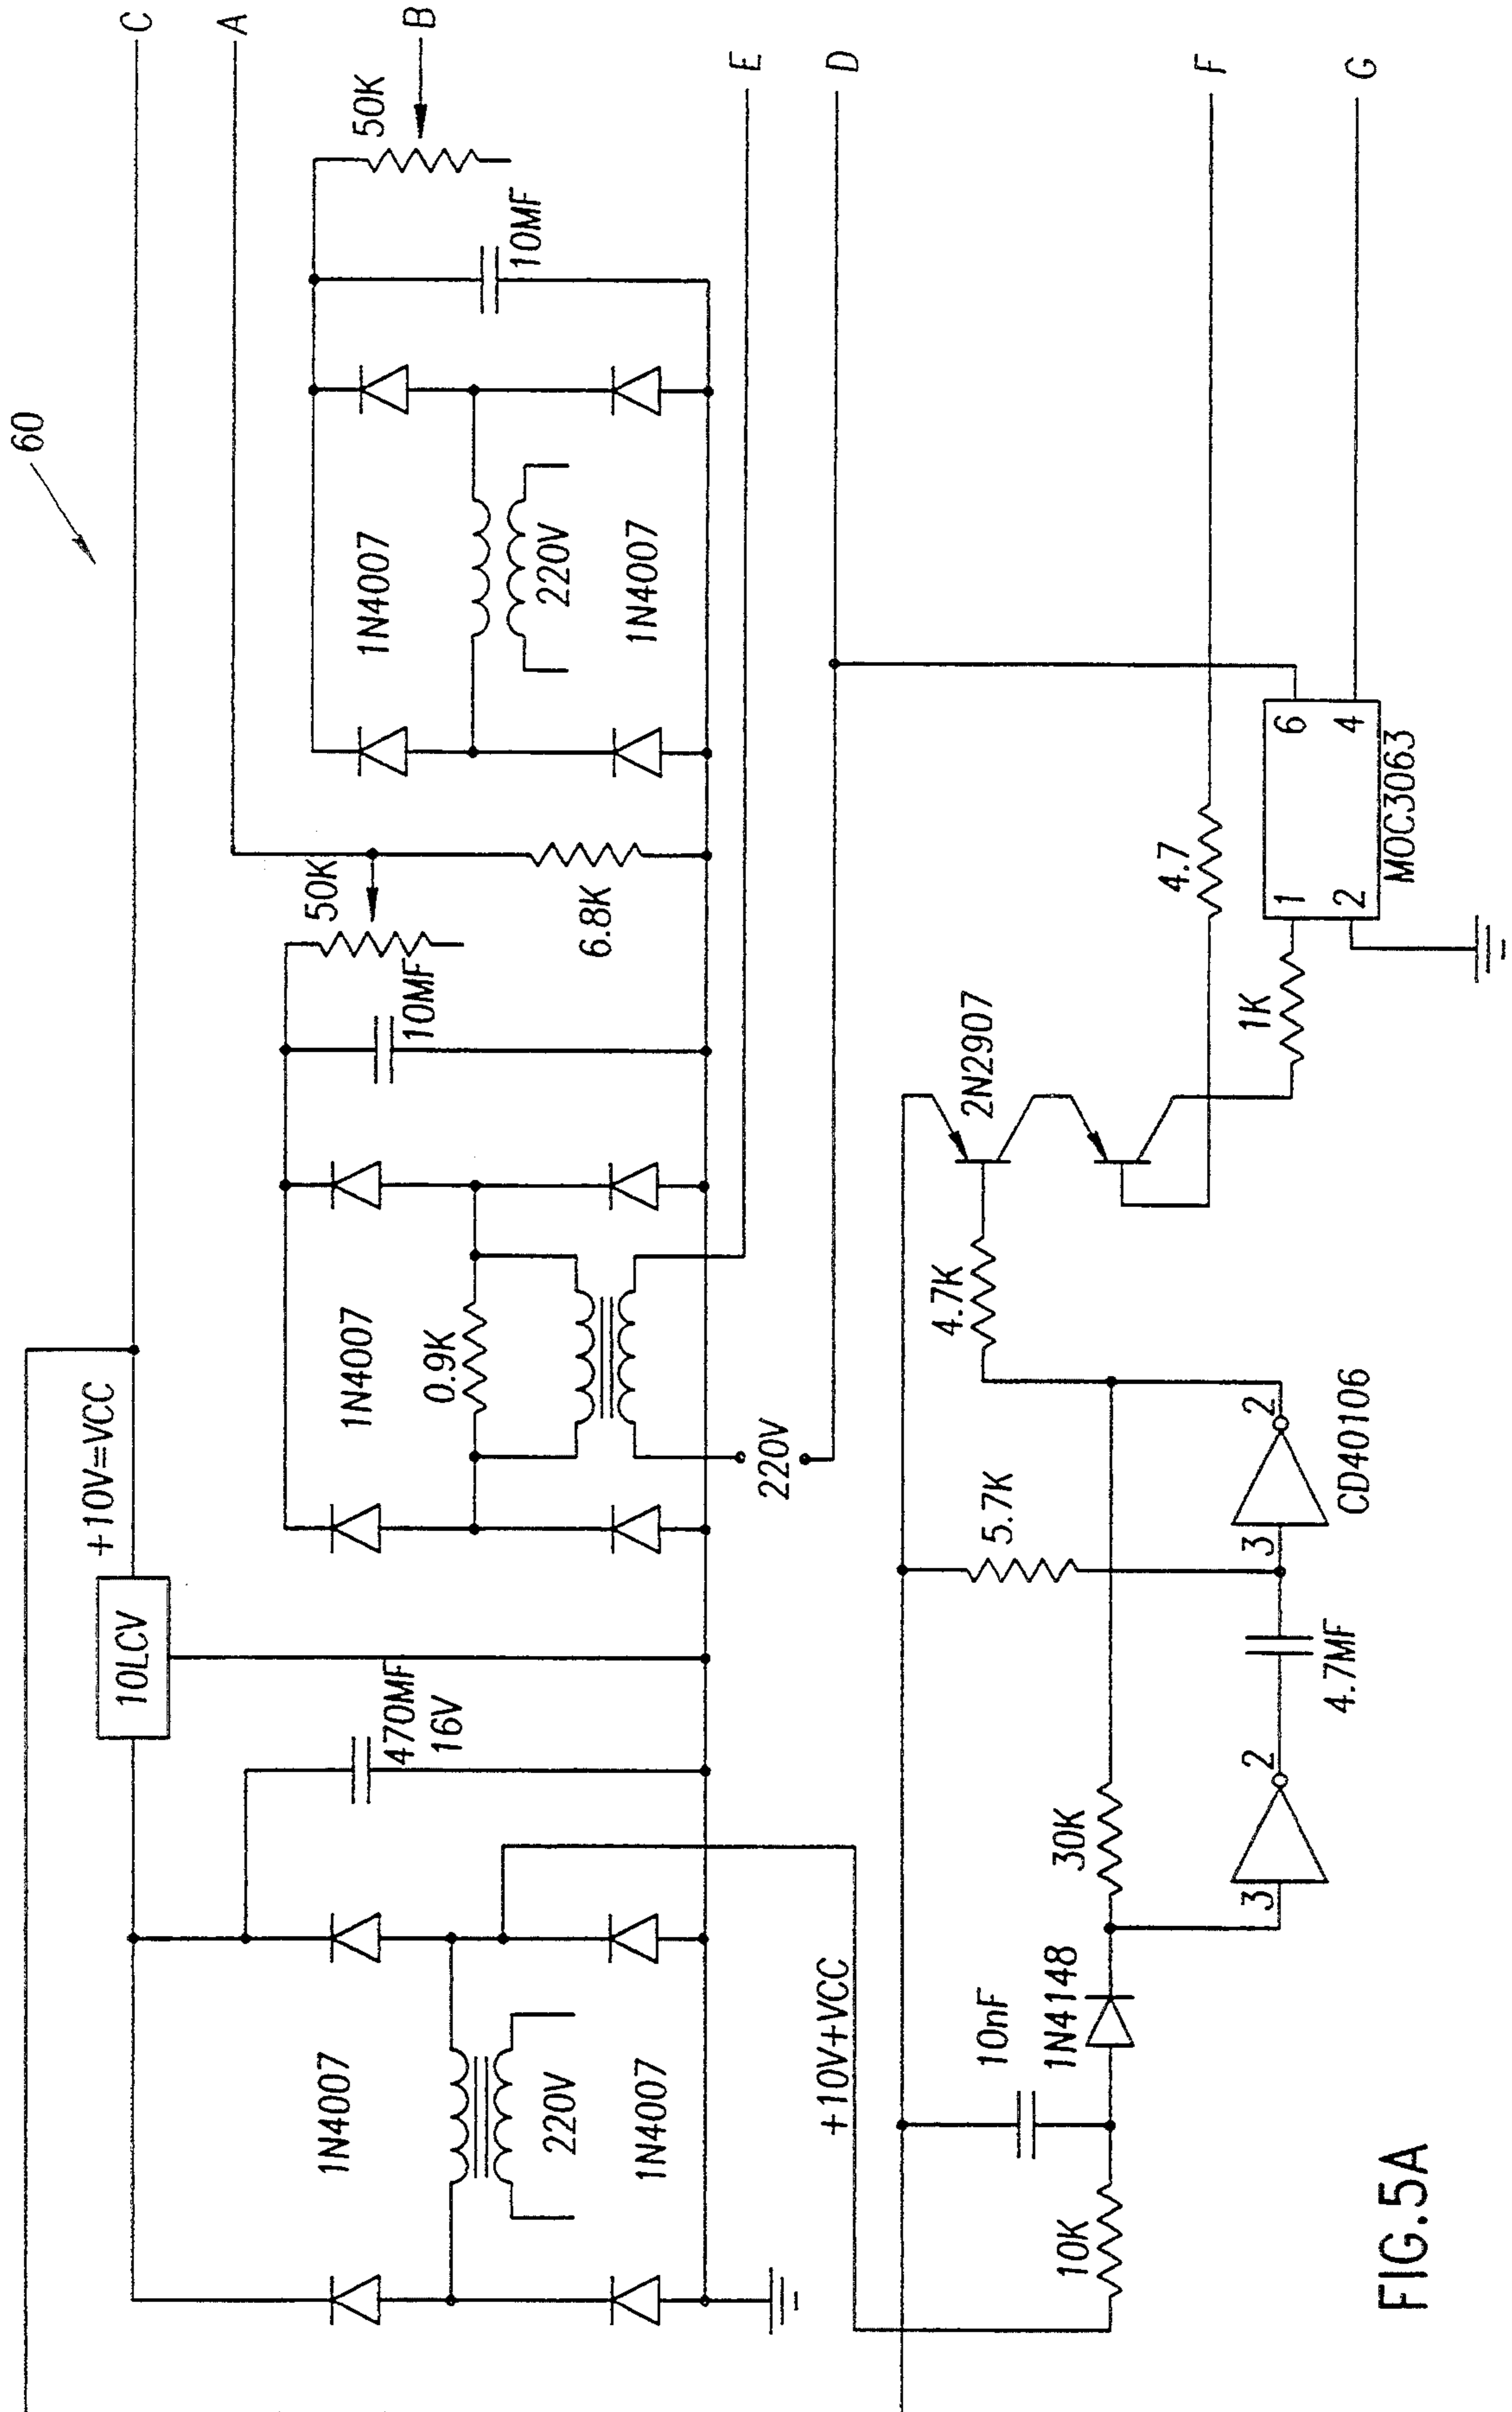 60
C
A
B
E
D
F
G
+10V=VCC
10LCV
470MF
16V
1N4007
220V
1N4007
1N4007
0.9K
220V
10MF
50K
6.8K
1N4007
220V
1N4007
10MF
50K
+10V+VCC
10K
10nF
1N4148
30K
3
2
4.7MF
5.7K
3
2
CD40106
4.7K
2N2907
4.7
1K
1
2
6
4
MOC3063
FIG.5A